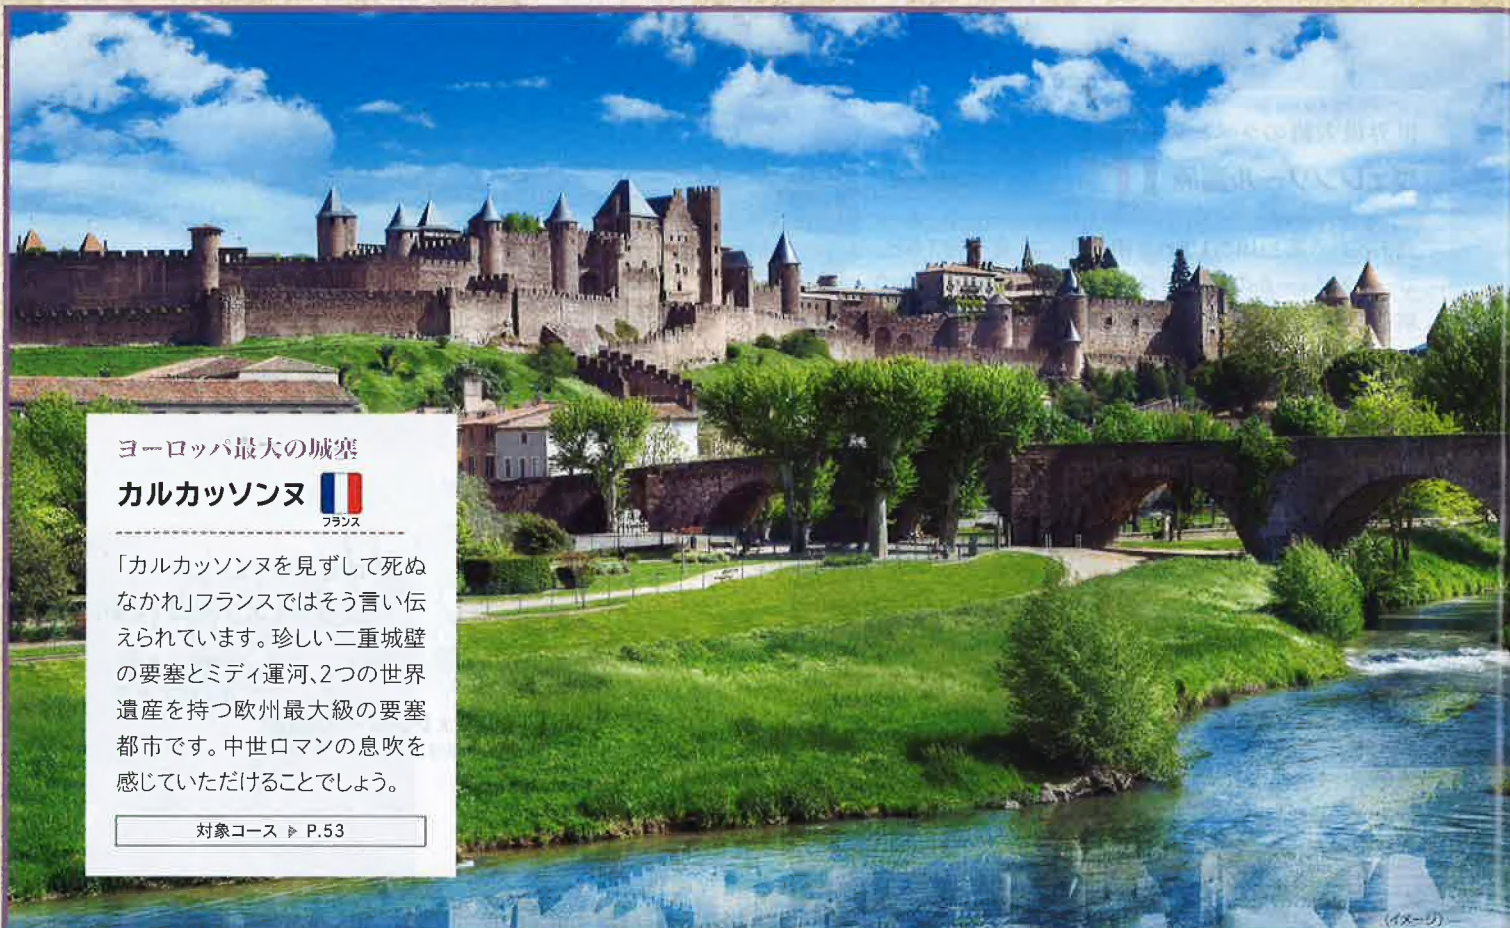 ヨーロッパ最大の城塞
カルカッソンヌ
フランス
「カルカッソンヌを見ずして死ぬ
なかれ」フランスではそう言い伝
えられています。珍しい二重城壁
の要塞とミディ運河、2つの世界
遺産を持つ欧州最大級の要塞
都市です。中世ロマンの息吹を
感じていただけることでしょう。
対象コース ▶ P.53
(イメージ)